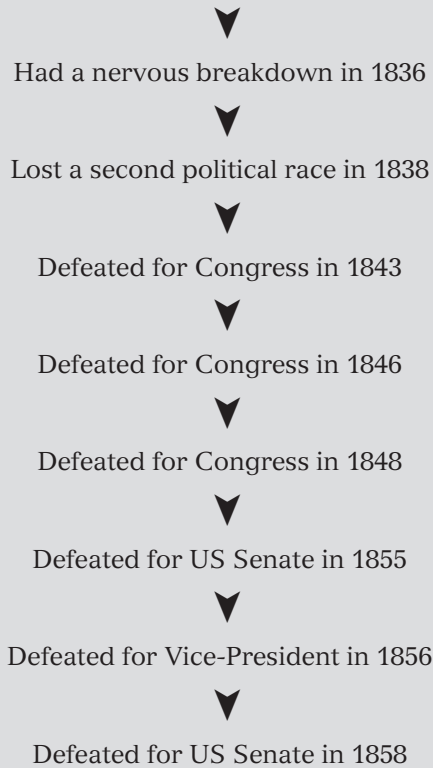 Had a nervous breakdown in 1836
Lost a second political race in 1838
Defeated for Congress in 1843
Defeated for Congress in 1846
Defeated for Congress in 1848
Defeated for US Senate in 1855
Defeated for Vice-President in 1856
Defeated for US Senate in 1858